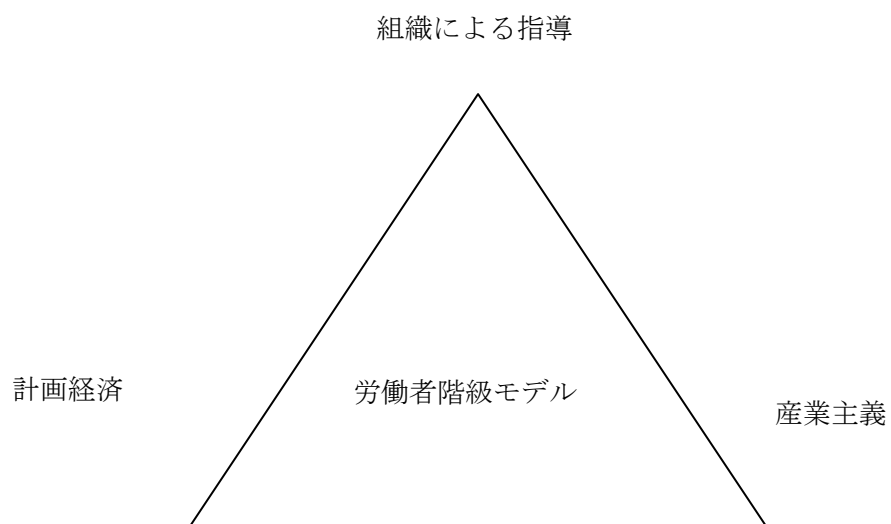 組織による指導
計画経済
労働者階級モデル
産業主義